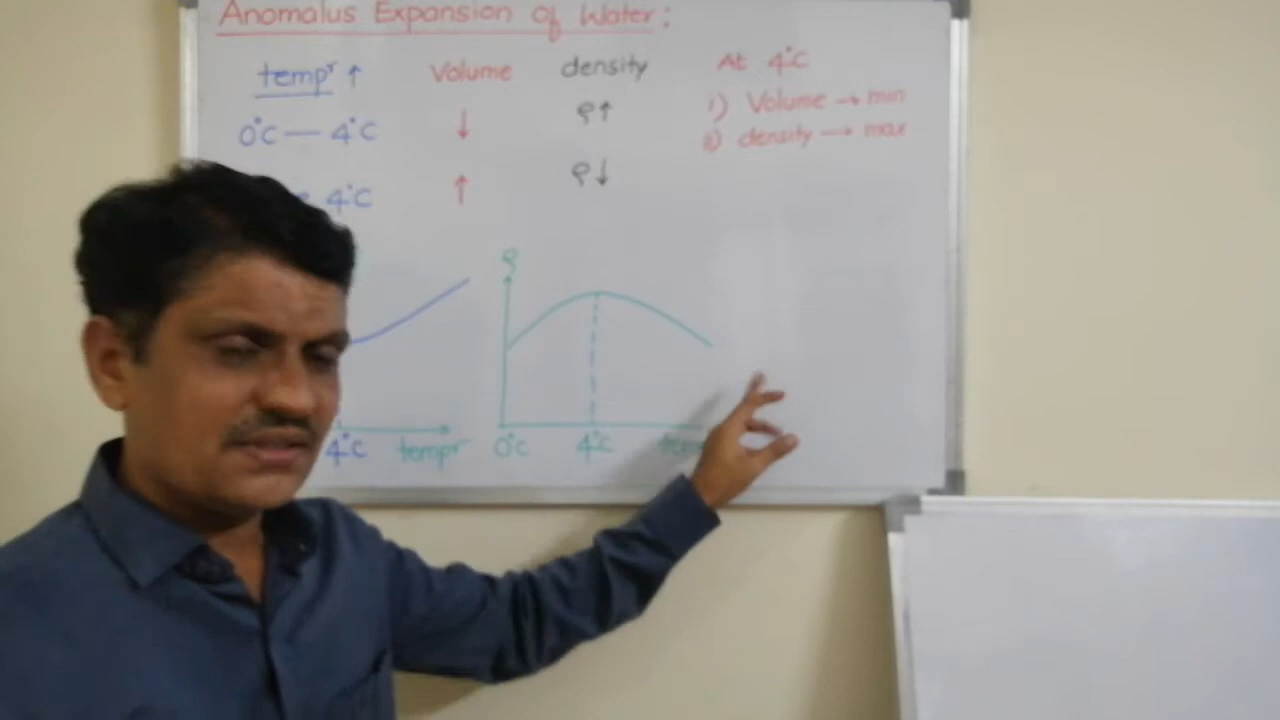 Anomalus Expansion of Water:
tempr ↑ Volume density At 4°C
0°C — 4°C ↓ ρ↑ i) Volume → min
ii) density → max
4°C ↑ ρ↓
ρ
4°C tempr 0°C 4°C